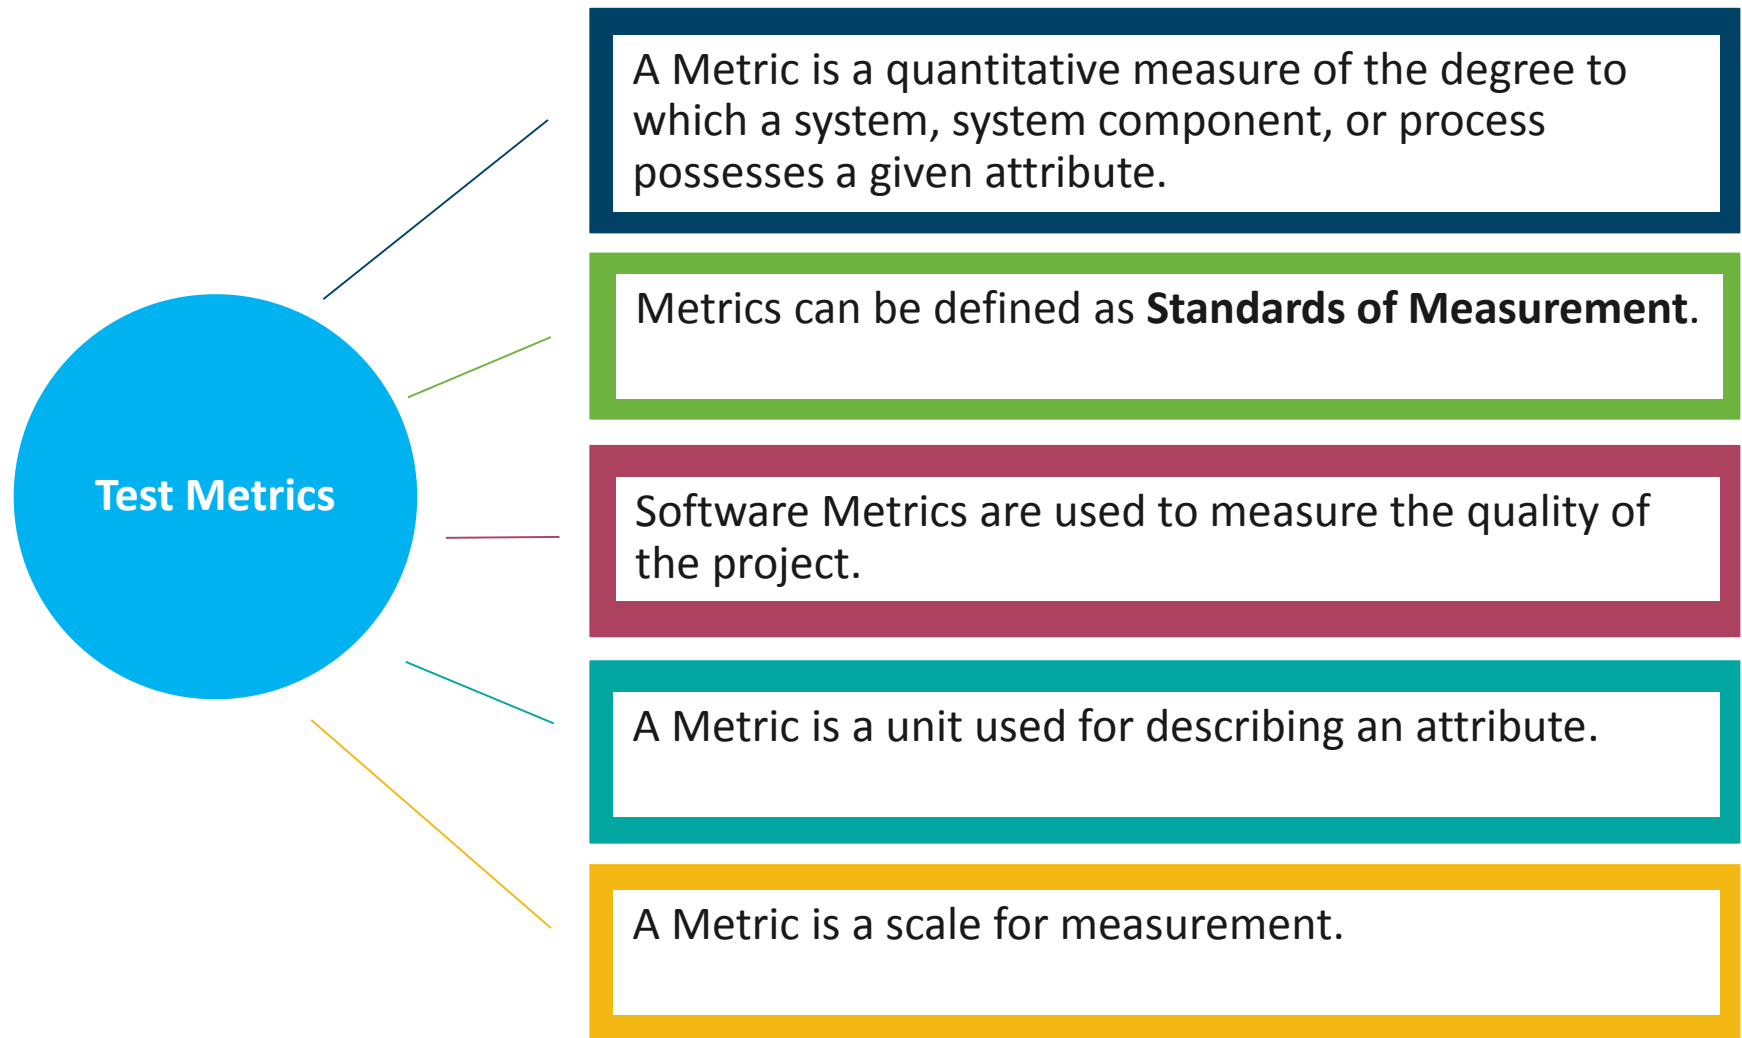 A Metric is a quantitative measure of the degree to
which a system, system component, or process
possesses a given attribute.
Metrics can be defined as Standards of Measurement.
Test Metrics
Software Metrics are used to measure the quality of
the project.
A Metric is a unit used for describing an attribute.
A Metric is a scale for measurement.